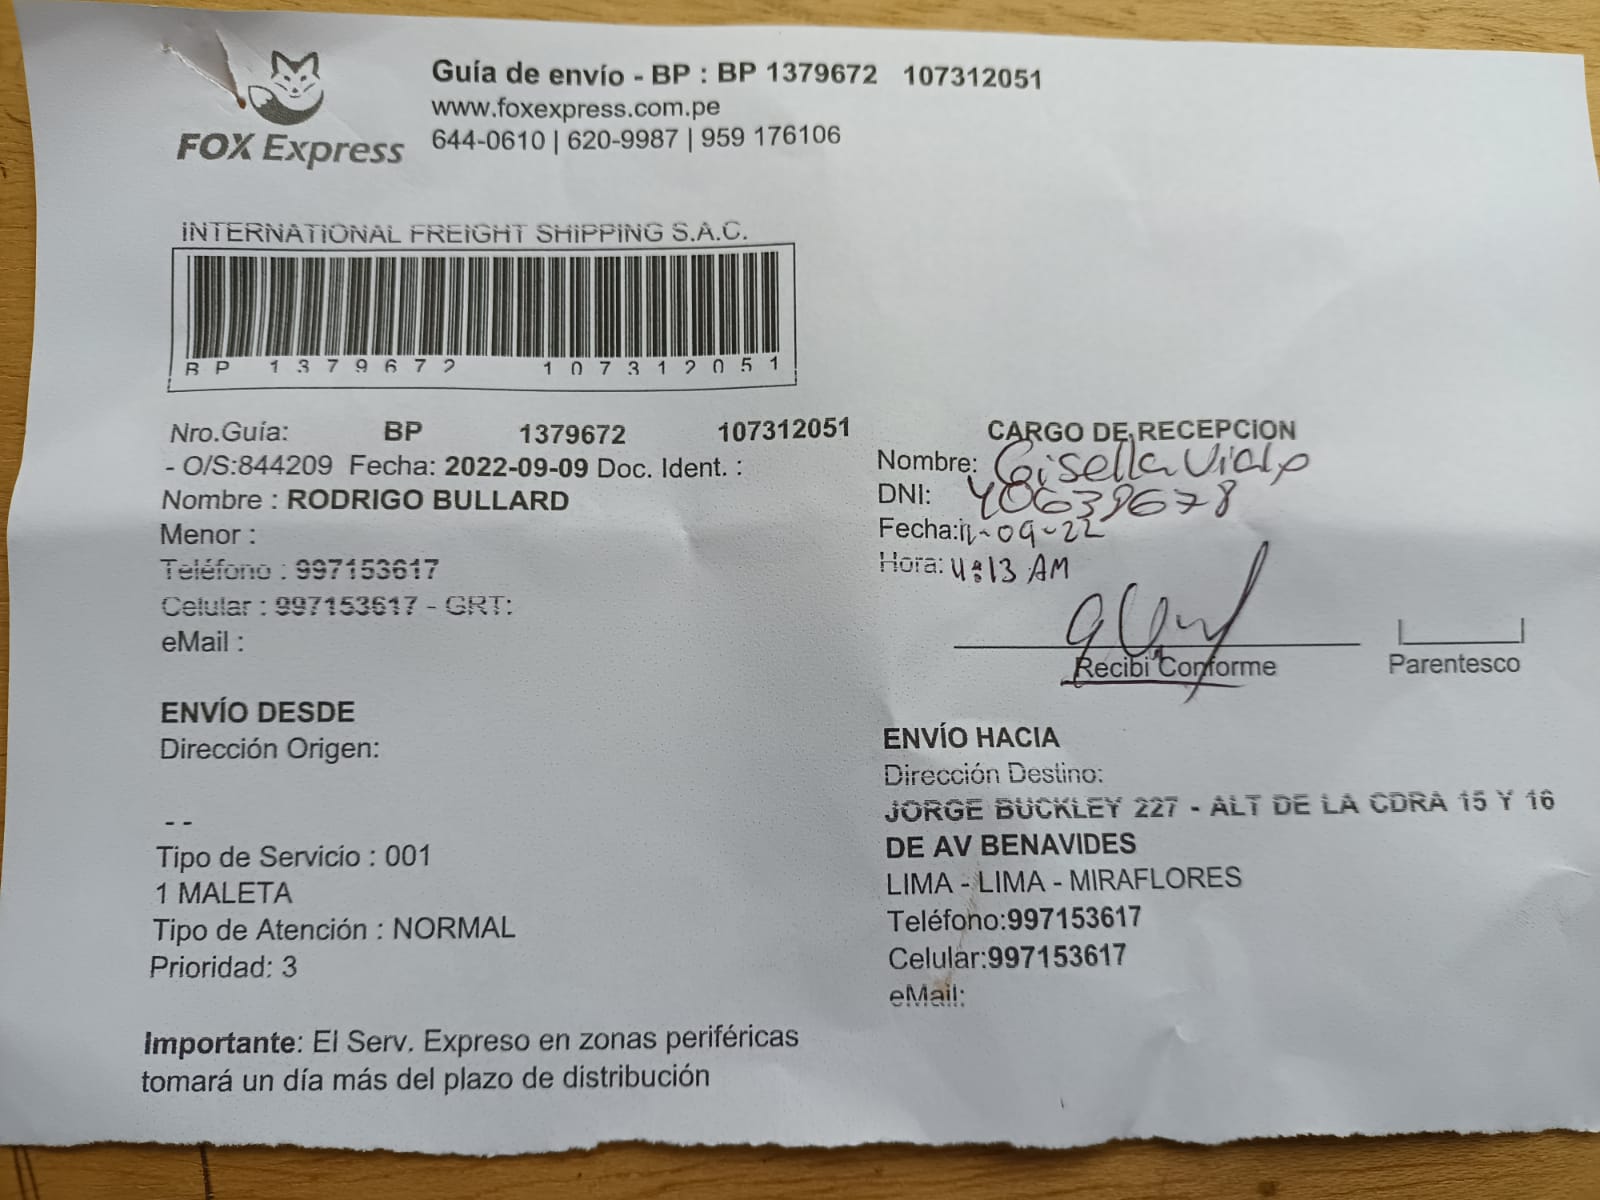 FOX Express
Guía de envío - BP : BP 1379672 107312051
www.foxexpress.com.pe
644-0610 | 620-9987 | 959 176106
INTERNATIONAL FREIGHT SHIPPING S.A.C.
BP 1379672 107312051
Nro.Guía: BP 1379672 107312051
- O/S:844209 Fecha: 2022-09-09 Doc. Ident. :
Nombre : RODRIGO BULLARD
Menor :
Teléfono : 997153617
Celular : 997153617 - GRT:
eMail :
ENVÍO DESDE
Dirección Origen:
- -
Tipo de Servicio : 001
1 MALETA
Tipo de Atención : NORMAL
Prioridad: 3
CARGO DE RECEPCION
Nombre: Gisella
DNI: 40639678
Fecha: 11-09-22
Hora: 4:13 AM
Recibi Conforme
Parentesco
ENVÍO HACIA
Dirección Destino:
JORGE BUCKLEY 227 - ALT DE LA CDRA 15 Y 16
DE AV BENAVIDES
LIMA - LIMA - MIRAFLORES
Teléfono:997153617
Celular:997153617
eMail:
Importante: El Serv. Expreso en zonas periféricas
tomará un día más del plazo de distribución